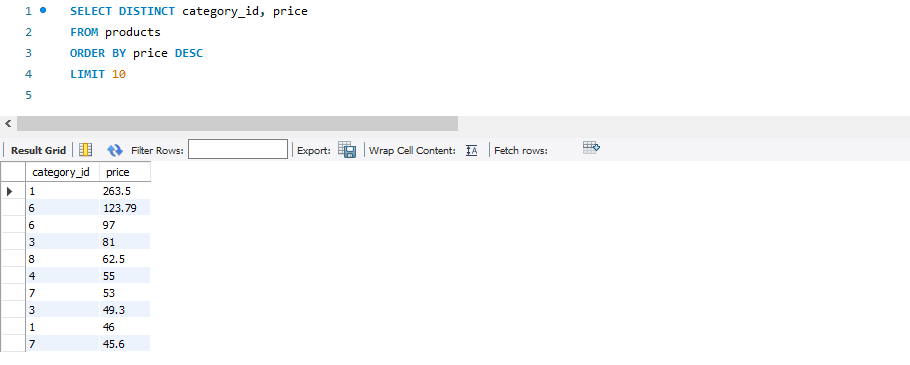 1 SELECT DISTINCT category_id, price
2 FROM products
3 ORDER BY price DESC
4 LIMIT 10
5
Result Grid Filter Rows: Export: Wrap Cell Content: Fetch rows:
category_id price
1 263.5
6 123.79
6 97
3 81
8 62.5
4 55
7 53
3 49.3
1 46
7 45.6